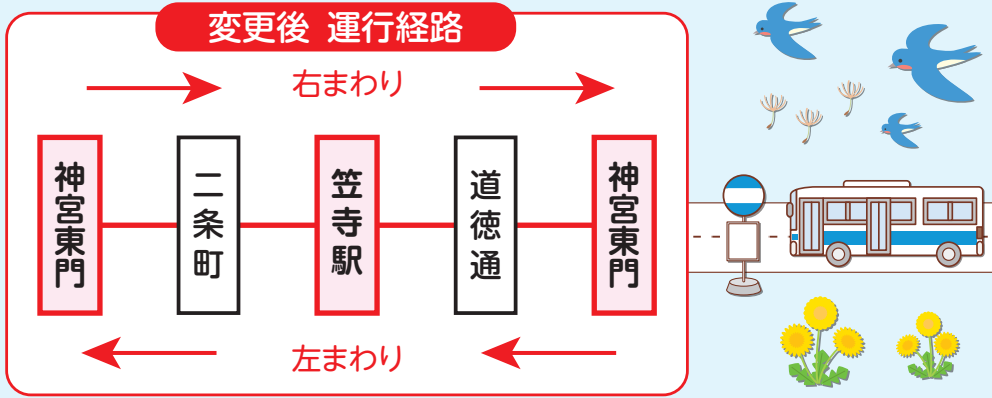 変更後 運行経路
右まわり
神宮東門
二条町
笠寺駅
道徳通
神宮東門
左まわり